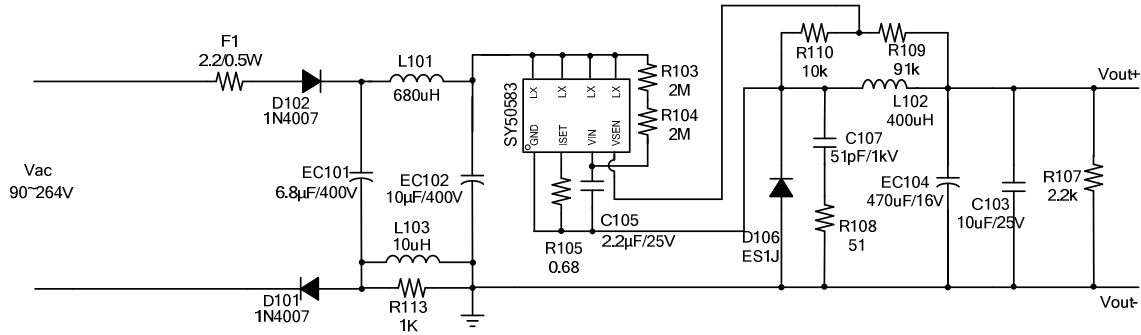 F1
2.2/0.5W
D102
1N4007
L101
680uH
SY50583
LX
LX
LX
LX
GND
ISET
VIN
VSEN
R103
2M
R104
2M
R110
10k
R109
91k
Vout+
L102
400uH
C107
51pF/1kV
Vac
90~264V
EC101
6.8µF/400V
EC102
10µF/400V
L103
10uH
C105
2.2µF/25V
R105
0.68
D106
ES1J
R108
51
EC104
470uF/16V
C103
10uF/25V
R107
2.2k
D101
1N4007
R113
1K
Vout-